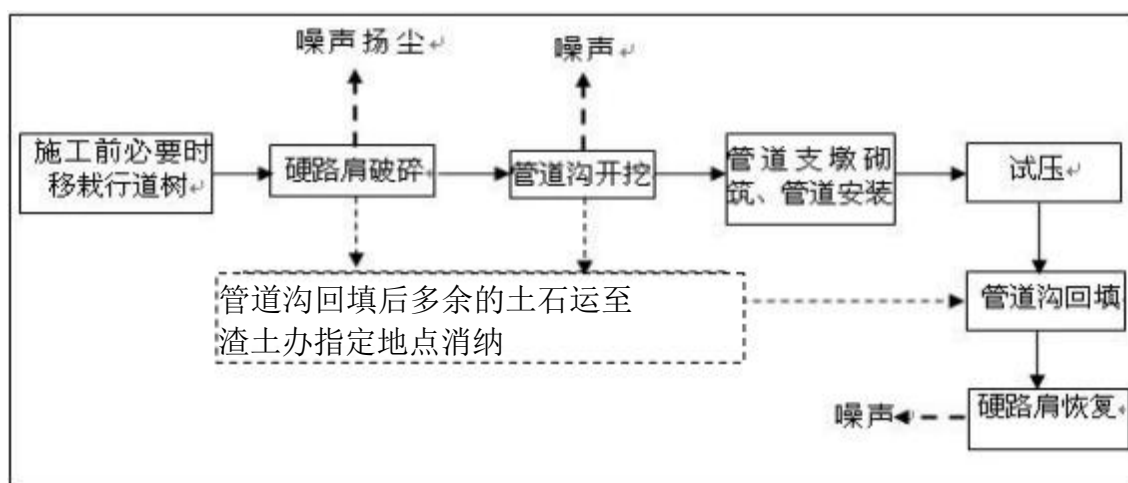 噪声扬尘
噪声
施工前必要时
移栽行道树
硬路肩破碎
管道沟开挖
管道支墩砌
筑、管道安装
试压
管道沟回填后多余的土石运至
渣土办指定地点消纳
管道沟回填
噪声
硬路肩恢复